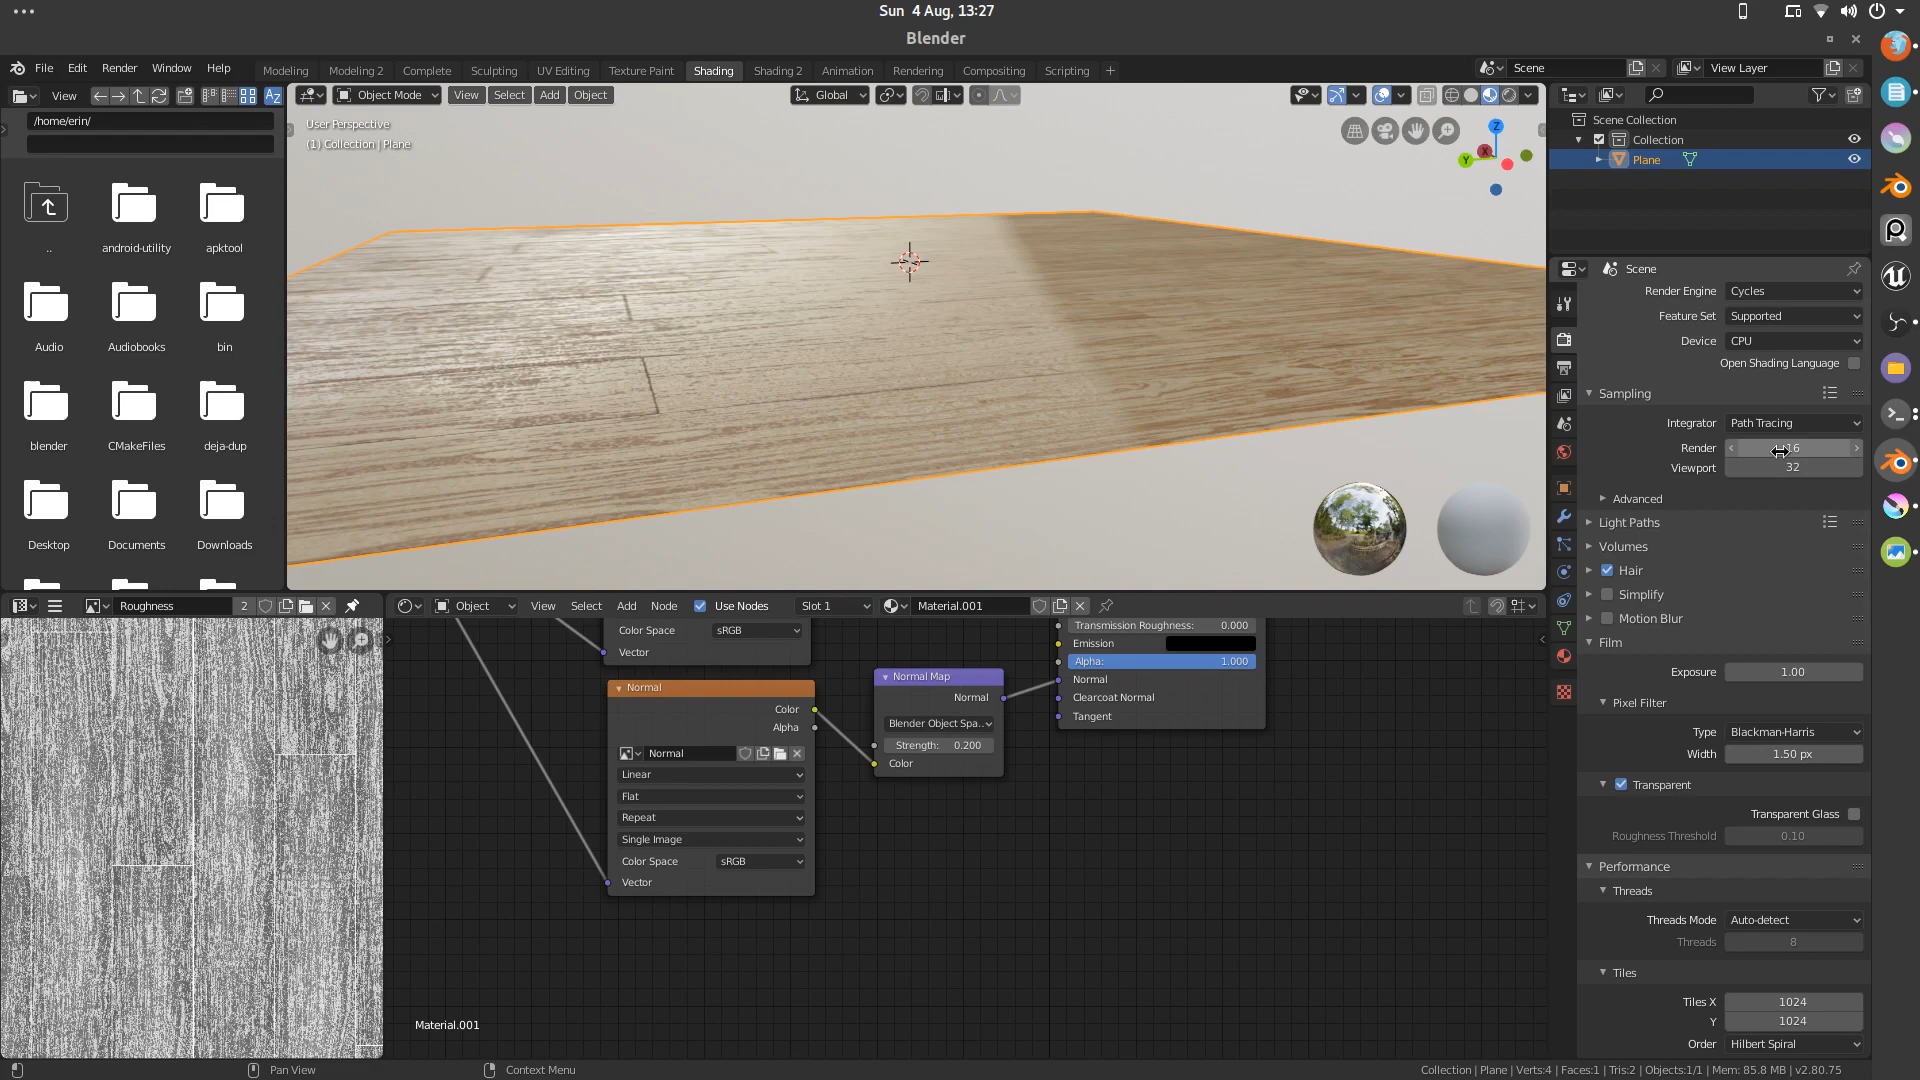 Sun 4 Aug, 13:27
Blender
File Edit Render Window Help
Modeling Modeling 2 Complete Sculpting UV Editing Texture Paint Shading Shading 2 Animation Rendering Compositing Scripting +
Scene
View Layer
View
Object Mode View Select Add Object
Global
/home/erin/
User Perspective
(1) Collection | Plane
Z
X
Y
Scene Collection
Collection
Plane
..
android-utility
apktool
Audio
Audiobooks
bin
blender
CMakeFiles
deja-dup
Desktop
Documents
Downloads
Scene
Render Engine Cycles
Feature Set Supported
Device CPU
Open Shading Language
Sampling
Integrator Path Tracing
Render 16
Viewport 32
Advanced
Light Paths
Volumes
Hair
Simplify
Motion Blur
Film
Exposure 1.00
Pixel Filter
Type Blackman-Harris
Width 1.50 px
Transparent
Transparent Glass
Roughness Threshold 0.10
Performance
Threads
Threads Mode Auto-detect
Threads 8
Tiles
Tiles X 1024
Y 1024
Order Hilbert Spiral
Roughness 2
Object View Select Add Node Use Nodes Slot 1 Material.001
Color Space sRGB
Vector
Normal
Color
Alpha
Normal
Linear
Flat
Repeat
Single Image
Color Space sRGB
Vector
Normal Map
Normal
Blender Object Spa..
Strength: 0.200
Color
Transmission Roughness: 0.000
Emission
Alpha: 1.000
Normal
Clearcoat Normal
Tangent
Material.001
Pan View
Context Menu
Collection | Plane | Verts:4 | Faces:1 | Tris:2 | Objects:1/1 | Mem: 85.8 MB | v2.80.75